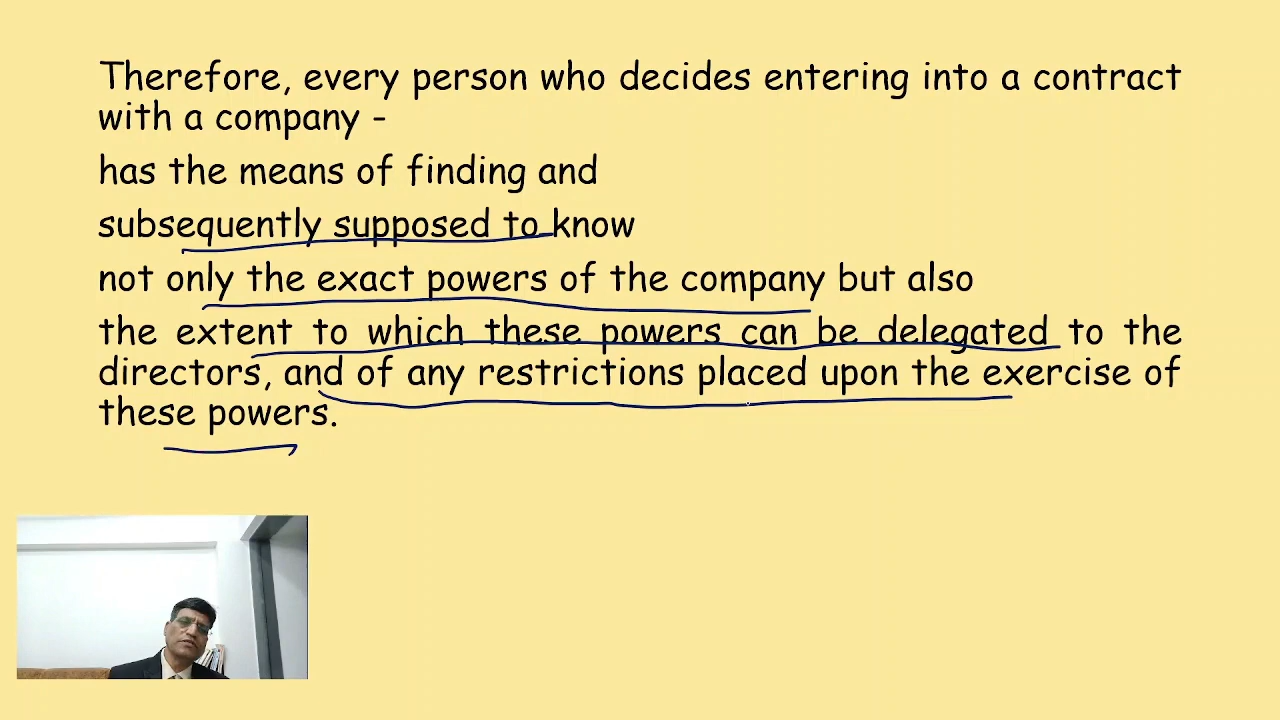 Therefore, every person who decides entering into a contract
with a company -
has the means of finding and
subsequently supposed to know
not only the exact powers of the company but also
the extent to which these powers can be delegated to the
directors, and of any restrictions placed upon the exercise of
these powers.